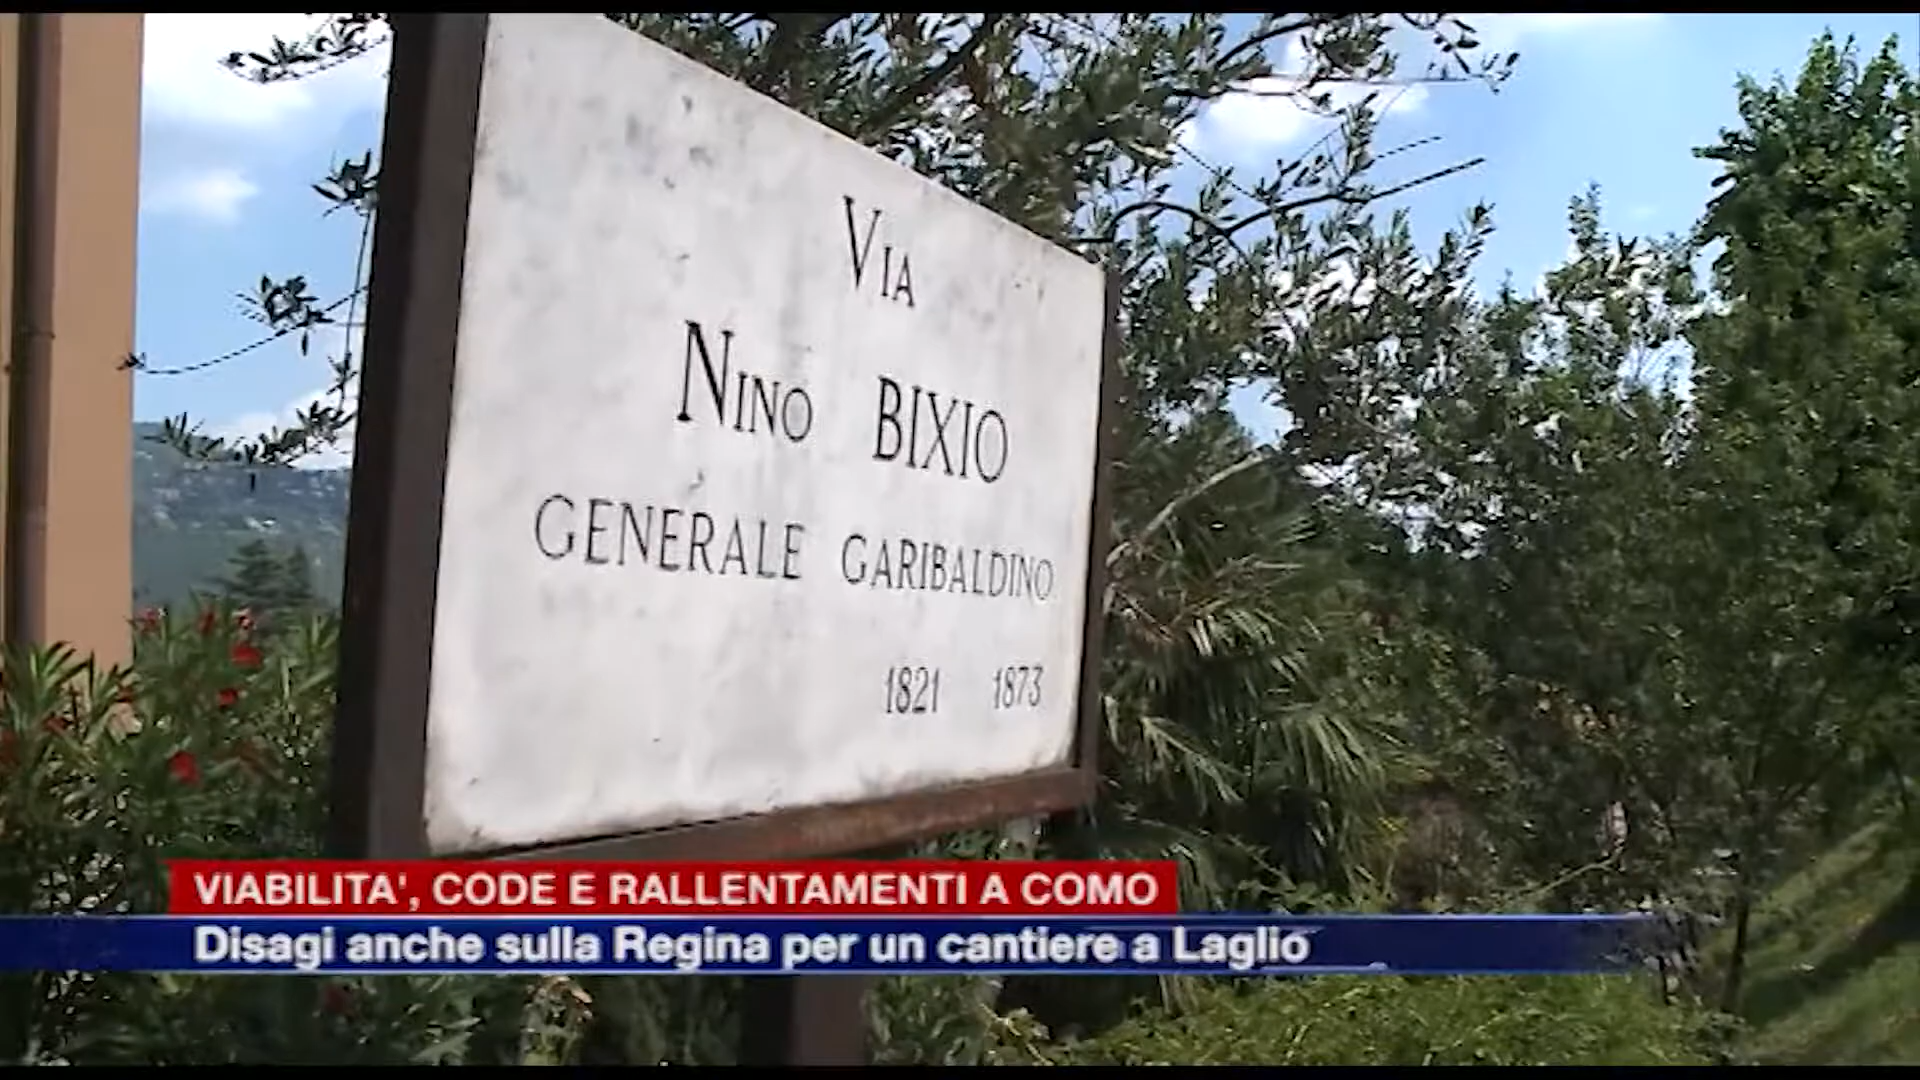 VIA
NINO BIXIO
GENERALE GARIBALDINO
1821 1873
VIABILITA', CODE E RALLENTAMENTI A COMO
Disagi anche sulla Regina per un cantiere a Laglio